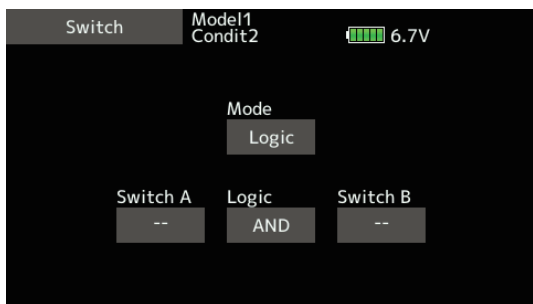 Switch
Model1
Condit2
6.7V
Mode
Logic
Switch A Logic Switch B
-- AND --